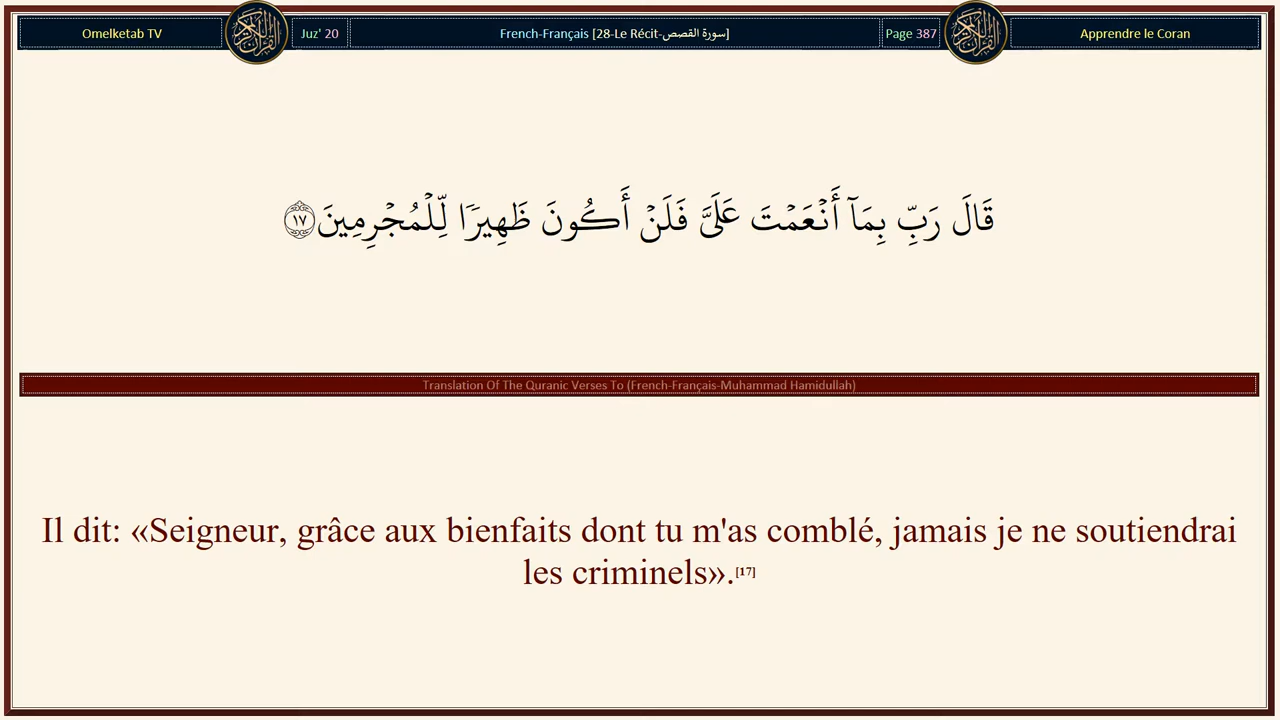 Omelketab TV
Juz' 20
French-Français [28-Le Récit-سورة القصص]
Page 387
Apprendre le Coran
قَالَ رَبِّ بِمَآ أَنۡعَمۡتَ عَلَيَّ فَلَنۡ أَكُونَ ظَهِيرٗا لِّلۡمُجۡرِمِينَ ١٧
Translation Of The Quranic Verses To (French-Français-Muhammad Hamidullah)
Il dit: «Seigneur, grâce aux bienfaits dont tu m'as comblé, jamais je ne soutiendrai
les criminels».[17]